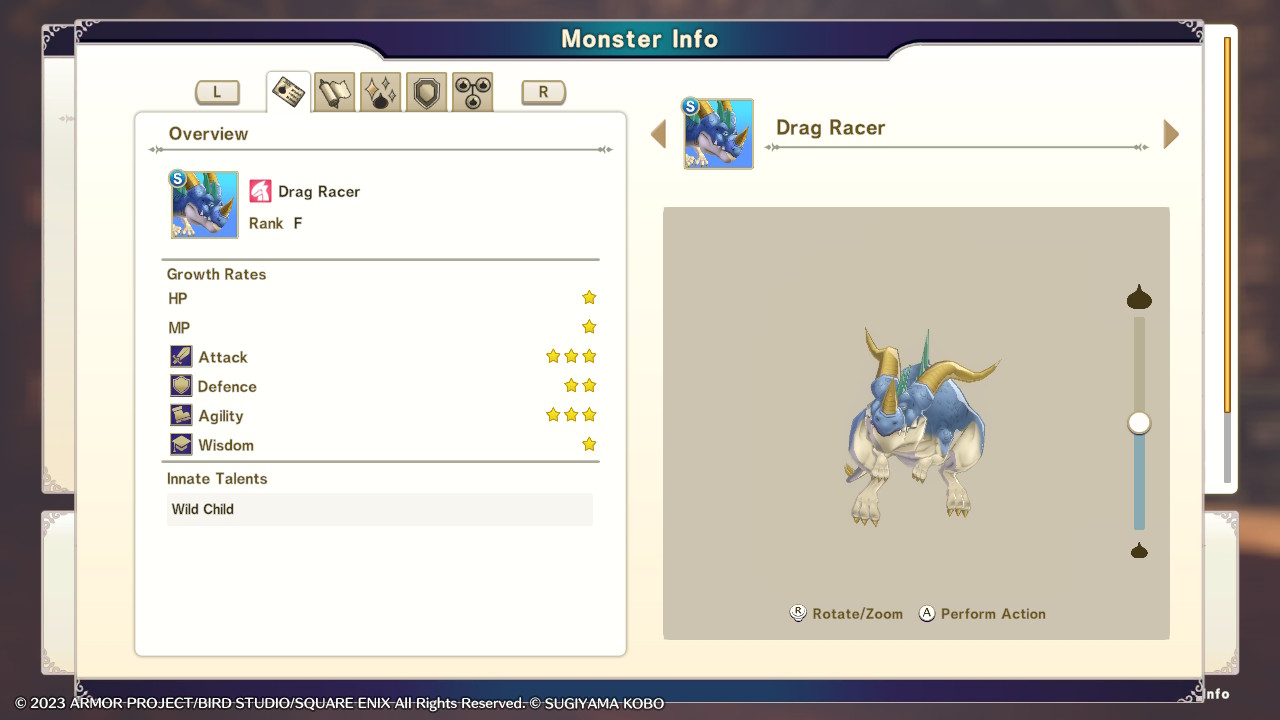 Monster Info
L
R
Overview
S
Drag Racer
Rank F
Growth Rates
HP
MP
Attack
Defence
Agility
Wisdom
Innate Talents
Wild Child
S
Drag Racer
R Rotate/Zoom A Perform Action
Info
© 2023 ARMOR PROJECT/BIRD STUDIO/SQUARE ENIX All Rights Reserved. © SUGIYAMA KOBO